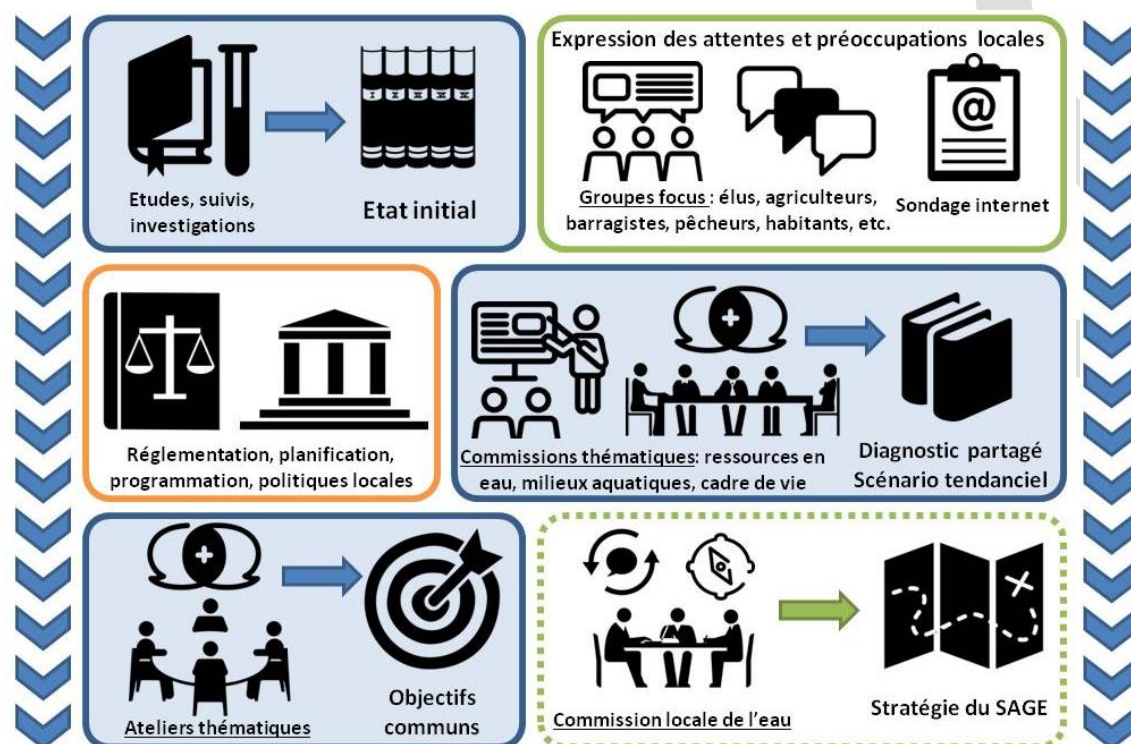 Etudes, suivis,
investigations
Etat initial
Expression des attentes et préoccupations locales
@
Groupes focus : élus, agriculteurs,
barragistes, pêcheurs, habitants, etc.
Sondage internet
Réglementation, planification,
programmation, politiques locales
Commissions thématiques: ressources en
eau, milieux aquatiques, cadre de vie
Diagnostic partagé
Scénario tendanciel
Ateliers thématiques
Objectifs
communs
Commission locale de l'eau
Stratégie du SAGE